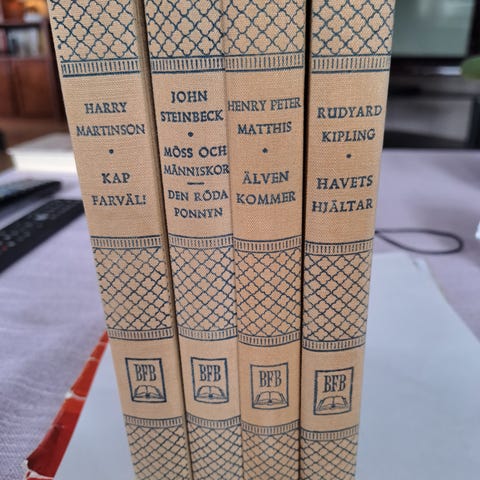 HARRY
MARTINSON
•
KAP
FARVÄL!
BFB
JOHN
STEINBECK
•
MÖSS OCH
MÄNNISKOR
DEN RÖDA
PONNYN
BFB
HENRY PETER
MATTHIS
•
ÄLVEN
KOMMER
BFB
RUDYARD
KIPLING
•
HAVETS
HJÄLTAR
BFB